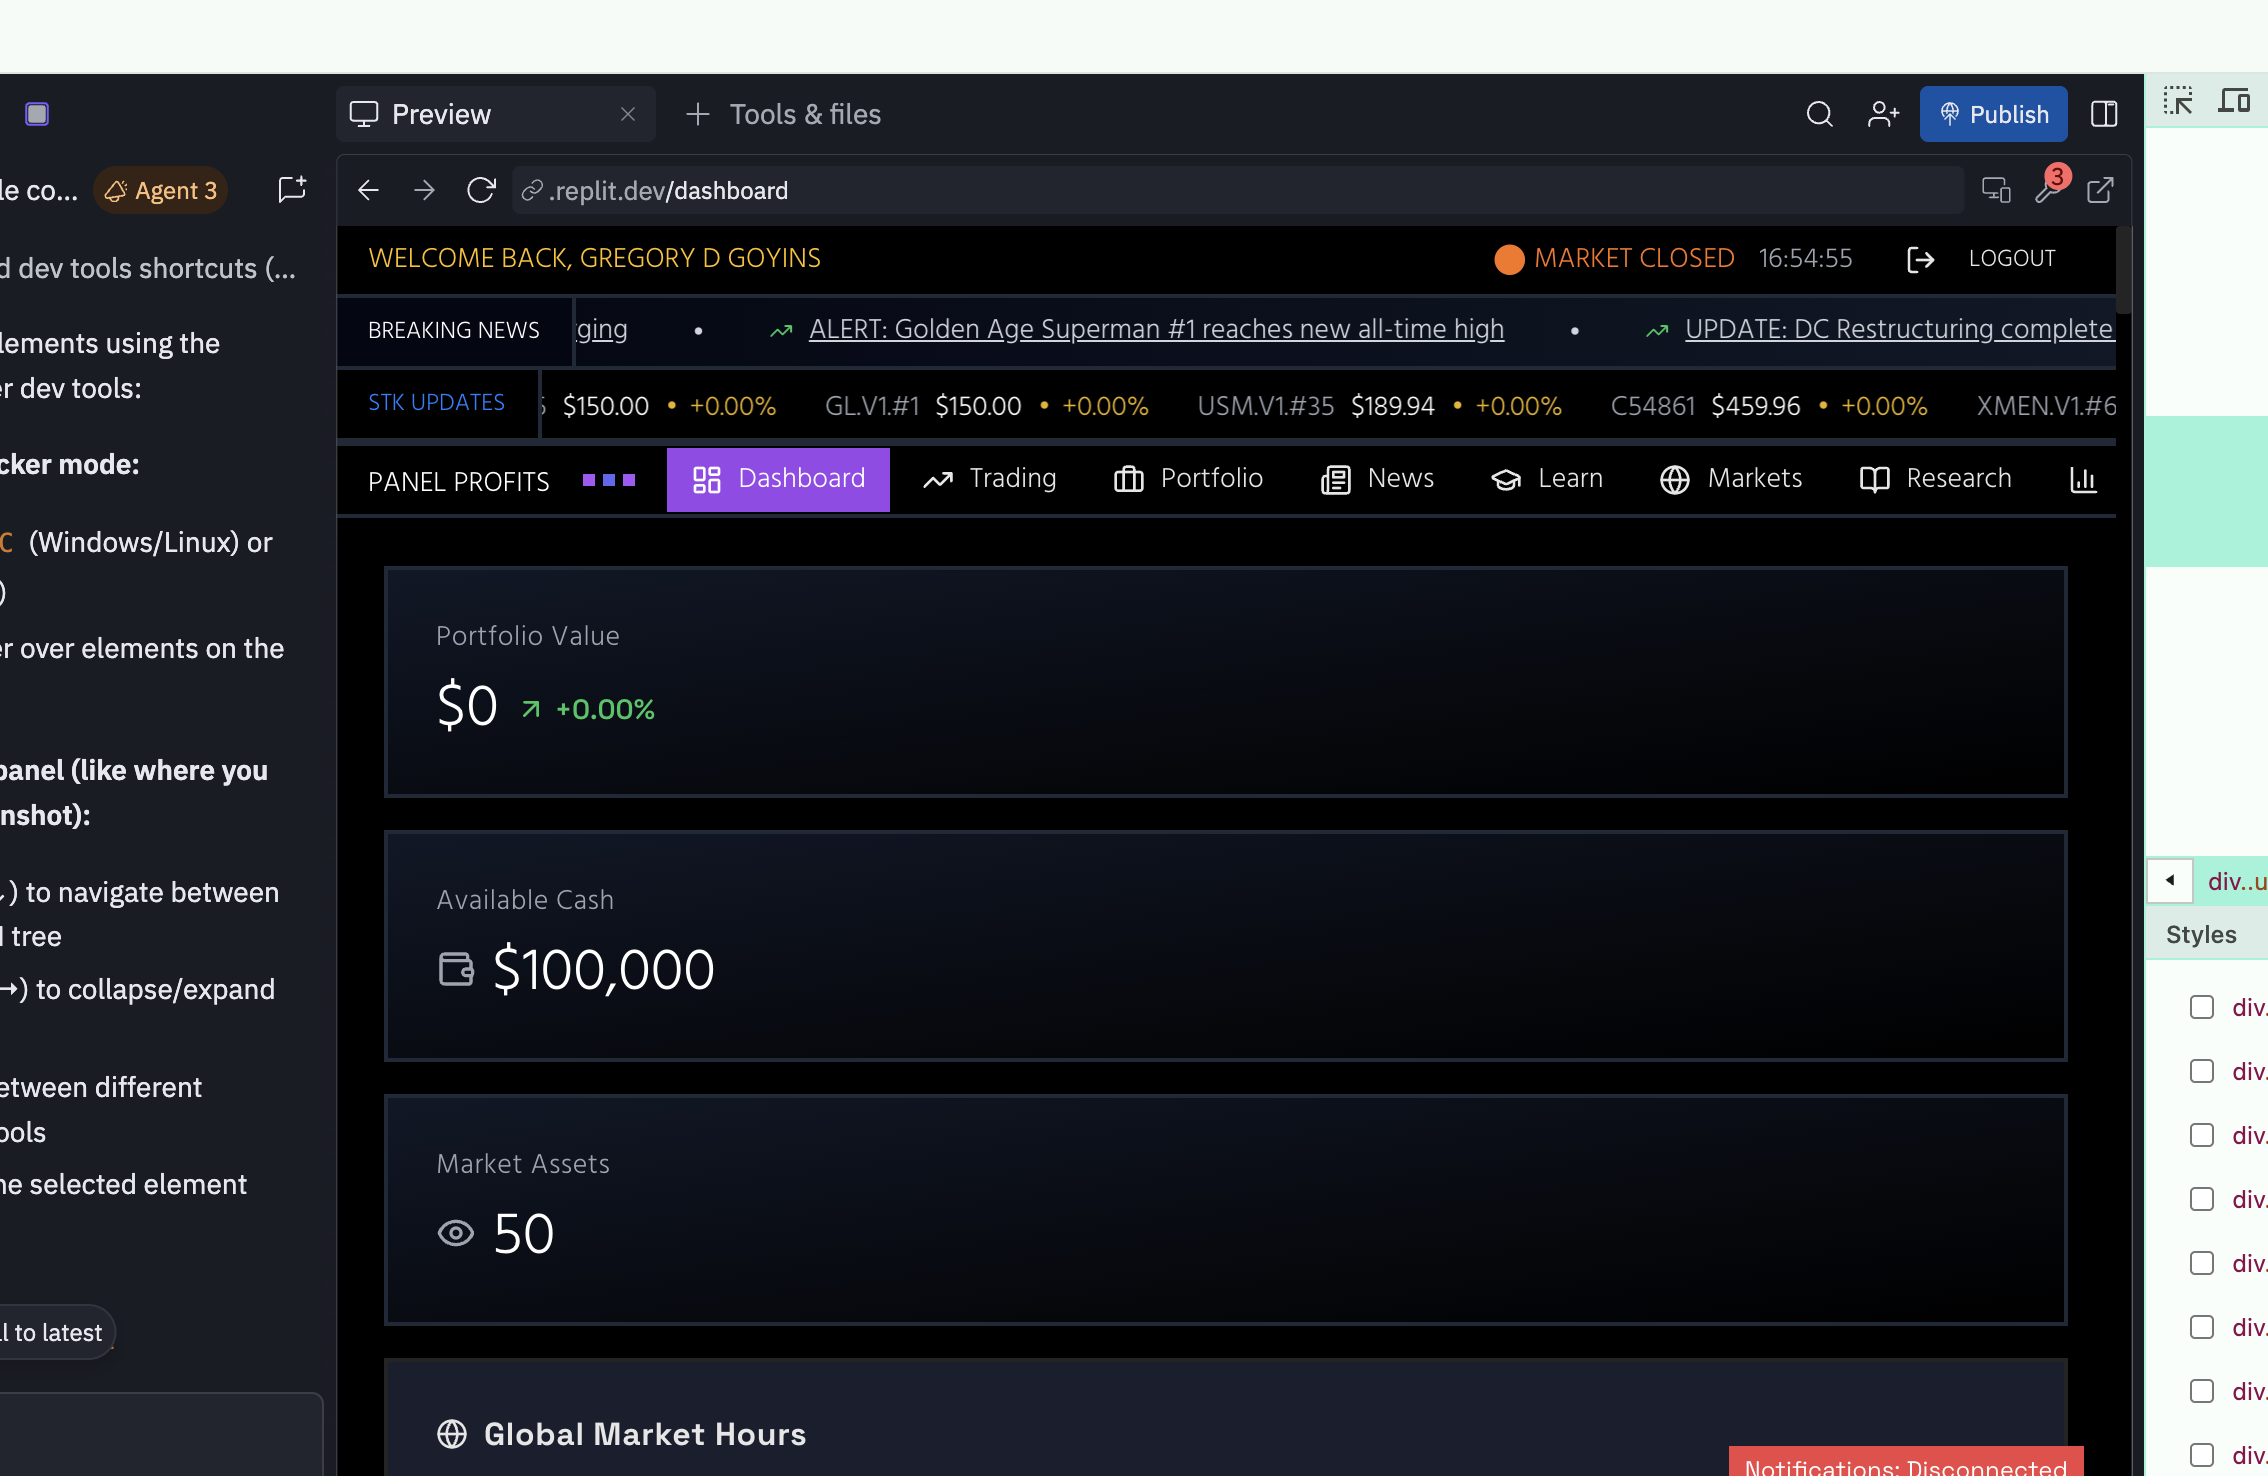 Preview
Tools & files
Publish
le co...
Agent 3
.replit.dev/dashboard
3
d dev tools shortcuts (...
lements using the
er dev tools:
cker mode:
C (Windows/Linux) or
)
er over elements on the
panel (like where you
nshot):
) to navigate between
tree
→) to collapse/expand
etween different
ools
he selected element
l to latest
WELCOME BACK, GREGORY D GOYINS
MARKET CLOSED
16:54:55
LOGOUT
BREAKING NEWS
ging • ALERT: Golden Age Superman #1 reaches new all-time high • UPDATE: DC Restructuring complete
STK UPDATES
$150.00 • +0.00% GL.V1.#1 $150.00 • +0.00% USM.V1.#35 $189.94 • +0.00% C54861 $459.96 • +0.00% XMEN.V1.#6
PANEL PROFITS
Dashboard
Trading
Portfolio
News
Learn
Markets
Research
Portfolio Value
$0 +0.00%
Available Cash
$100,000
Market Assets
50
Global Market Hours
Notifications: Disconnected
div..u
Styles
div.
div.
div.
div.
div.
div.
div.
div.